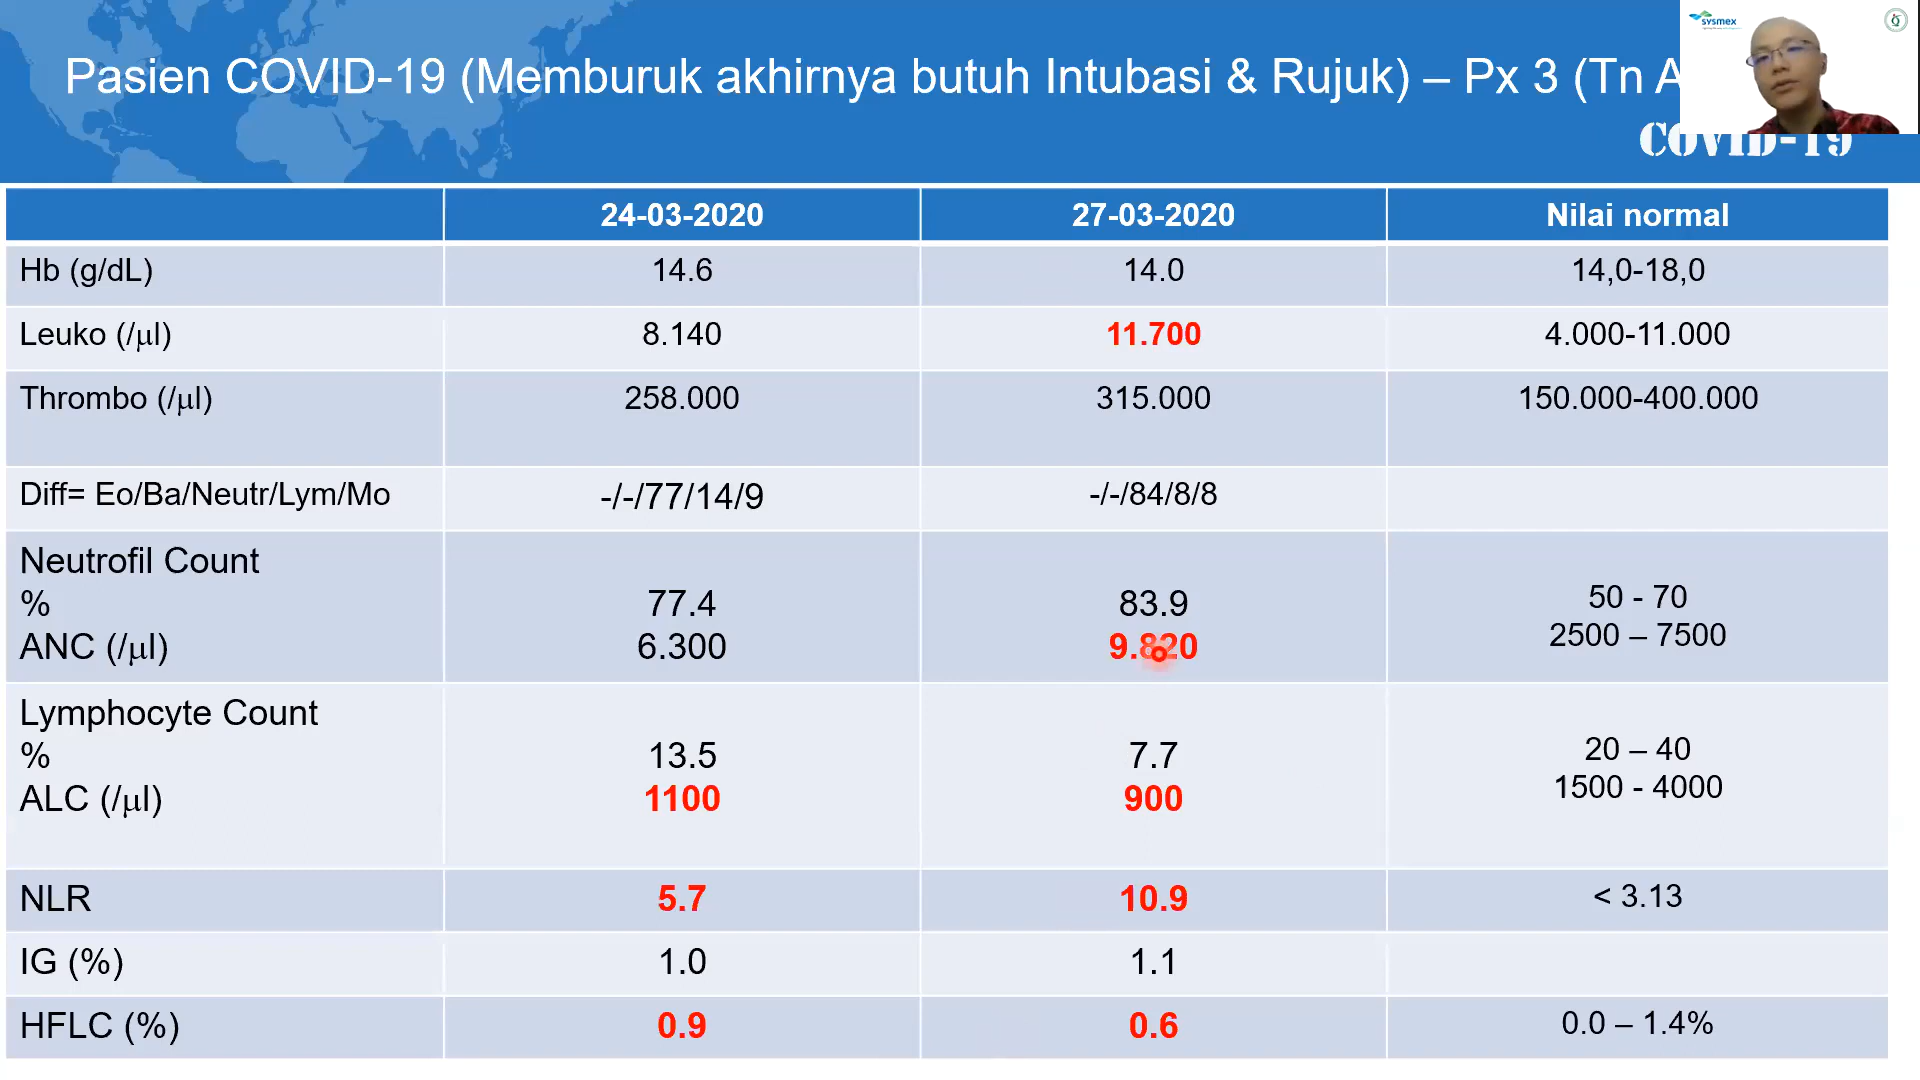 sysmex
Pasien COVID-19 (Memburuk akhirnya butuh Intubasi & Rujuk) – Px 3 (Tn A
COVID-19
24-03-2020 27-03-2020 Nilai normal
Hb (g/dL) 14.6 14.0 14,0-18,0
Leuko (/µl) 8.140 11.700 4.000-11.000
Thrombo (/µl) 258.000 315.000 150.000-400.000
Diff= Eo/Ba/Neutr/Lym/Mo -/-/77/14/9 -/-/84/8/8
Neutrofil Count
% 77.4 83.9 50 - 70
ANC (/µl) 6.300 9.820 2500 – 7500
Lymphocyte Count
% 13.5 7.7 20 – 40
ALC (/µl) 1100 900 1500 - 4000
NLR 5.7 10.9 < 3.13
IG (%) 1.0 1.1
HFLC (%) 0.9 0.6 0.0 – 1.4%